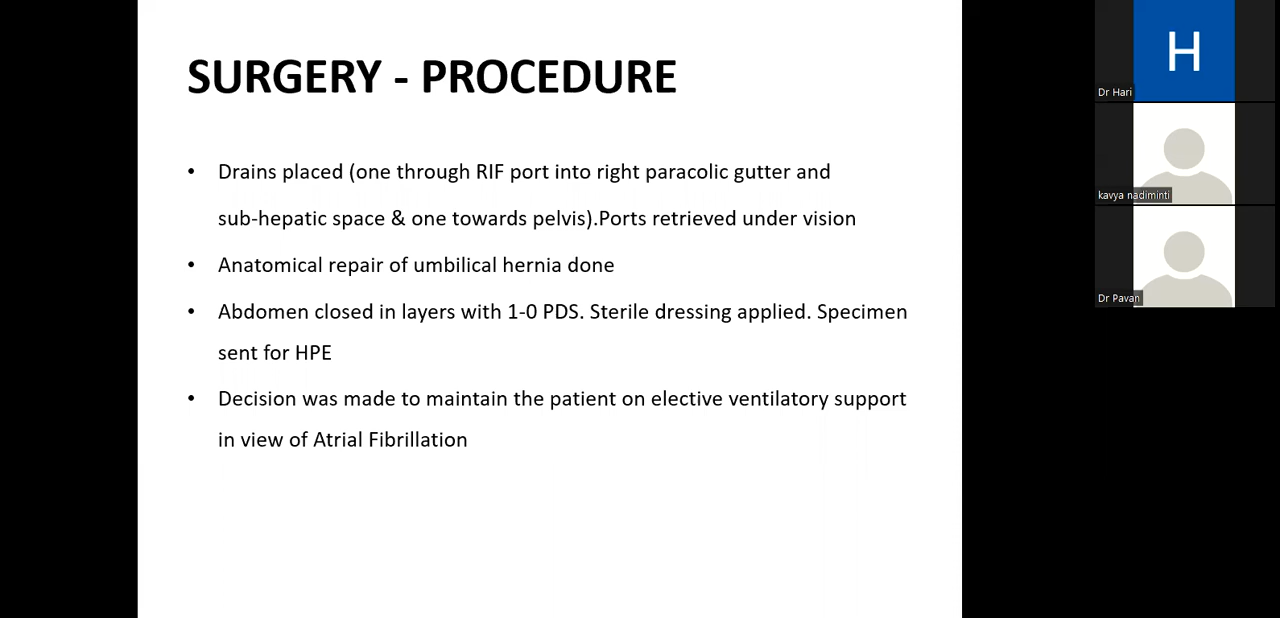 SURGERY - PROCEDURE
• Drains placed (one through RIF port into right paracolic gutter and
sub-hepatic space & one towards pelvis).Ports retrieved under vision
• Anatomical repair of umbilical hernia done
• Abdomen closed in layers with 1-0 PDS. Sterile dressing applied. Specimen
sent for HPE
• Decision was made to maintain the patient on elective ventilatory support
in view of Atrial Fibrillation
H
Dr Hari
kavya nadiminti
Dr Pavan